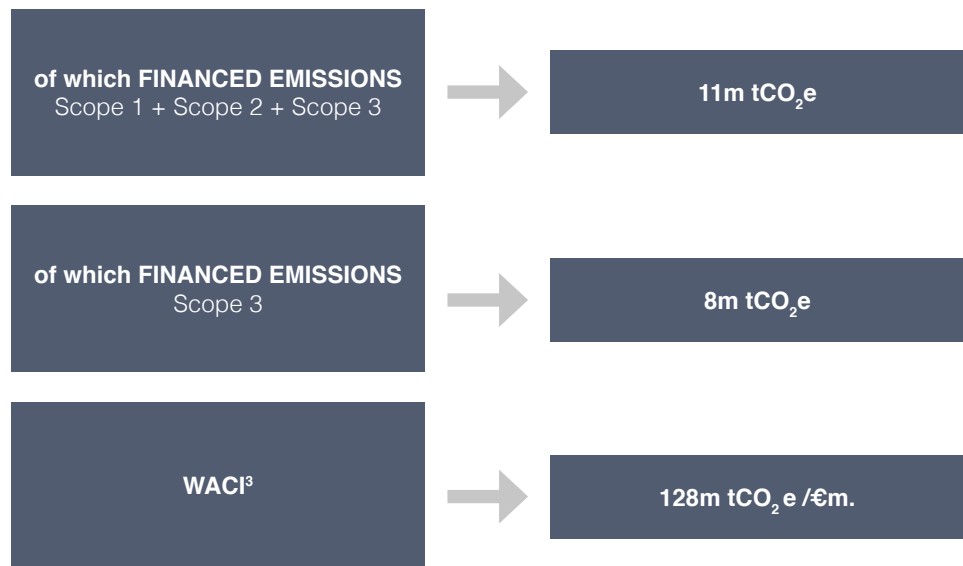 of which FINANCED EMISSIONS
Scope 1 + Scope 2 + Scope 3
11m tCO₂e
of which FINANCED EMISSIONS
Scope 3
8m tCO₂e
WACI³
128m tCO₂ e /€m.